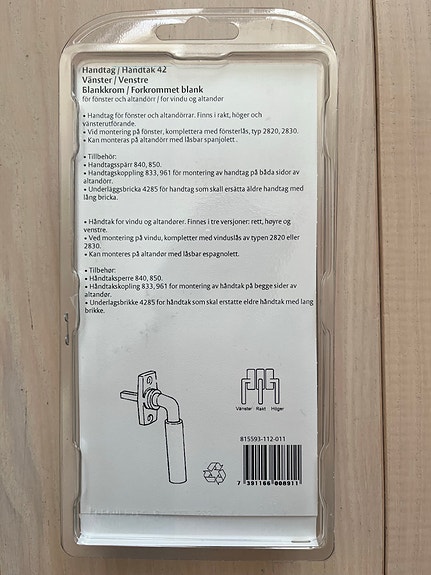 Handtag / Håndtak 42
Vänster / Venstre
Blankkrom / Forkrommet blank
för fönster och altandörr / for vindu og altandør
• Handtag för fönster och altandörrar. Finns i rakt, höger och
vänsterutförande.
• Vid montering på fönster, komplettera med fönsterlås, typ 2820, 2830.
• Kan monteras på altandörr med låsbar spanjolett .
• Tillbehör:
• Handtagsspärr 840, 850.
• Handtagskoppling 833, 961 för montering av handtag på båda sidor av
altandörr.
• Underläggsbricka 4285 för handtag som skall ersätta äldre handtag med
lång bricka.
• Håndtak for vindu og altandører. Finnes i tre versjoner: rett, høyre og
venstre.
• Ved montering på vindu, kompletter med vinduslås av typen 2820 eller
2830.
• Kan monteres på altandør med låsbar espagnolett.
• Tilbehør:
• Håndtaksperre 840, 850.
• Håndtakskopling 833, 961 for montering av håndtak på begge sider av
altandør.
• Underlagsbrikke 4285 for håndtak som skal erstatte eldre håndtak med lang
brikke.
Vänster Rakt Höger
815593-112-011
7 391166 008911